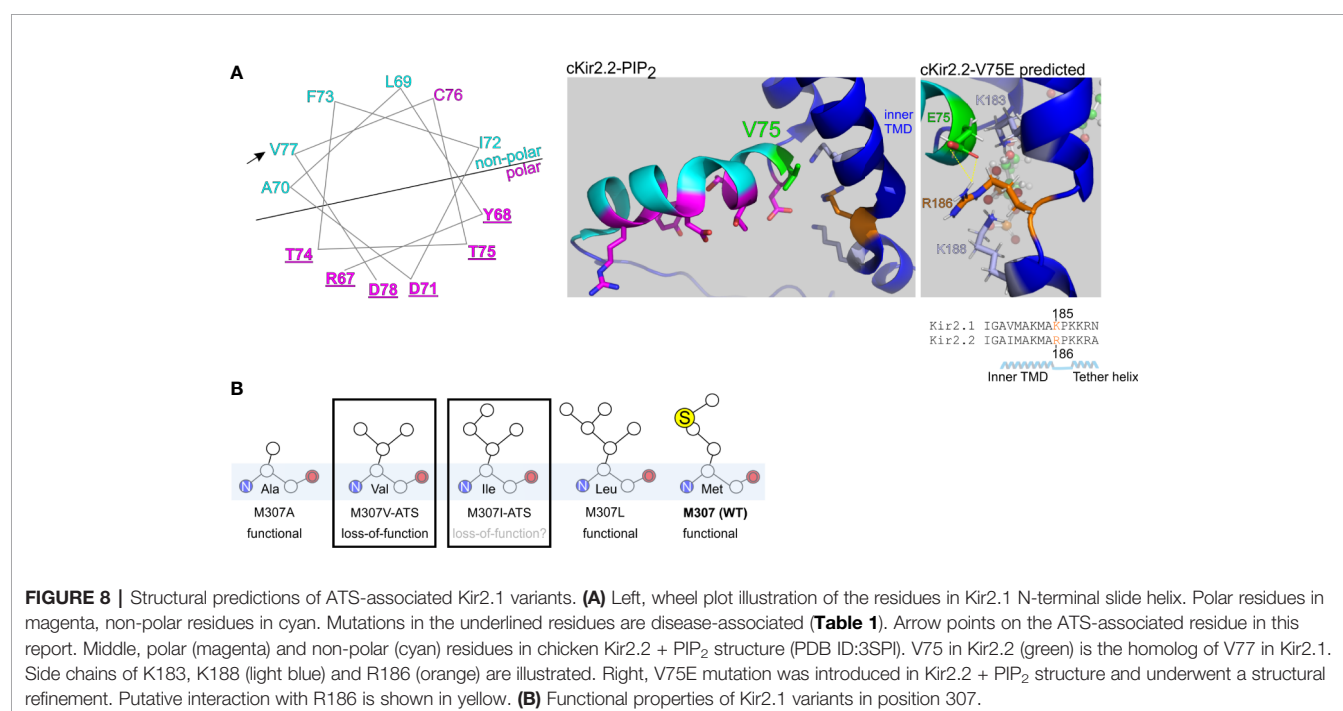 A
L69
F73
C76
V77
I72
non-polar
polar
A70
Y68
T74
T75
R67
D78
D71
cKir2.2-PIP2
V75
inner
TMD
cKir2.2-V75E predicted
K183
E75
R186
K188
185
Kir2.1 IGAVMAKMAKPKKRN
Kir2.2 IGAIMAKMARPKKRA
186
Inner TMD Tether helix
B
S
N Ala N Val N Ile N Leu N Met
M307A M307V-ATS M307I-ATS M307L M307 (WT)
functional loss-of-function loss-of-function? functional functional
FIGURE 8 | Structural predictions of ATS-associated Kir2.1 variants. (A) Left, wheel plot illustration of the residues in Kir2.1 N-terminal slide helix. Polar residues in
magenta, non-polar residues in cyan. Mutations in the underlined residues are disease-associated (Table 1). Arrow points on the ATS-associated residue in this
report. Middle, polar (magenta) and non-polar (cyan) residues in chicken Kir2.2 + PIP2 structure (PDB ID:3SPI). V75 in Kir2.2 (green) is the homolog of V77 in Kir2.1.
Side chains of K183, K188 (light blue) and R186 (orange) are illustrated. Right, V75E mutation was introduced in Kir2.2 + PIP2 structure and underwent a structural
refinement. Putative interaction with R186 is shown in yellow. (B) Functional properties of Kir2.1 variants in position 307.